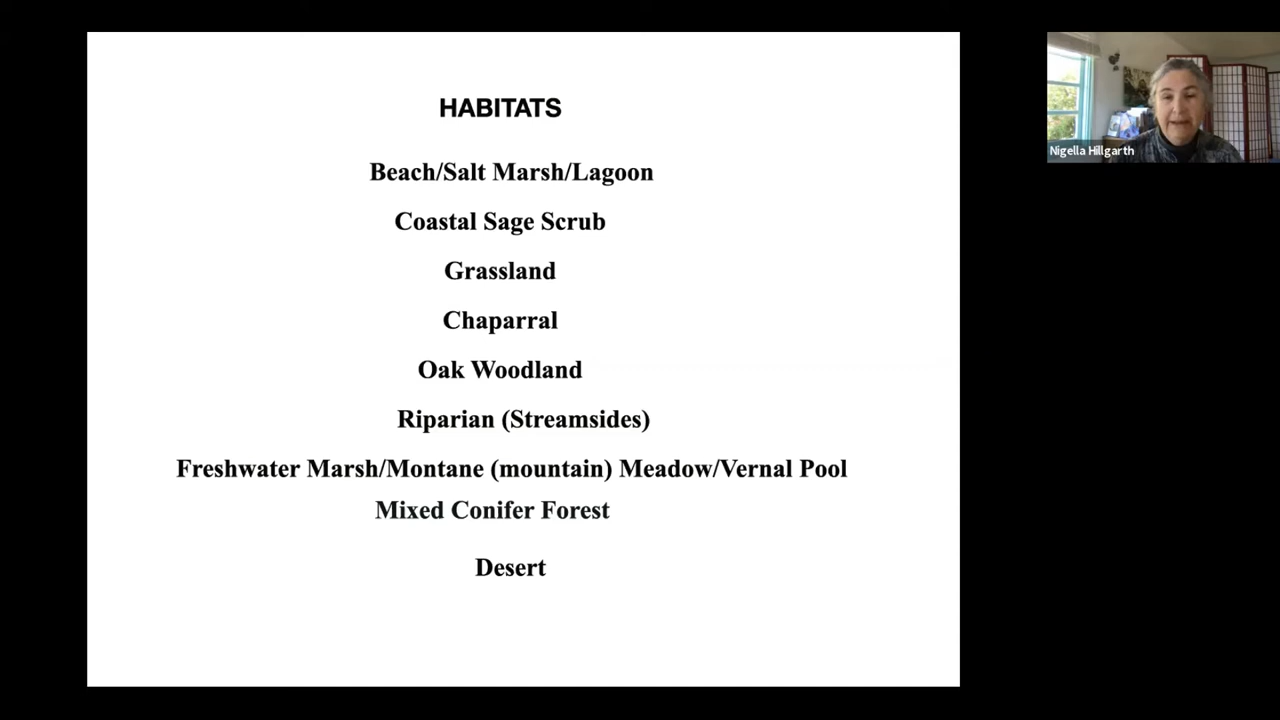 HABITATS
Beach/Salt Marsh/Lagoon
Coastal Sage Scrub
Grassland
Chaparral
Oak Woodland
Riparian (Streamsides)
Freshwater Marsh/Montane (mountain) Meadow/Vernal Pool
Mixed Conifer Forest
Desert
Nigella Hillgarth